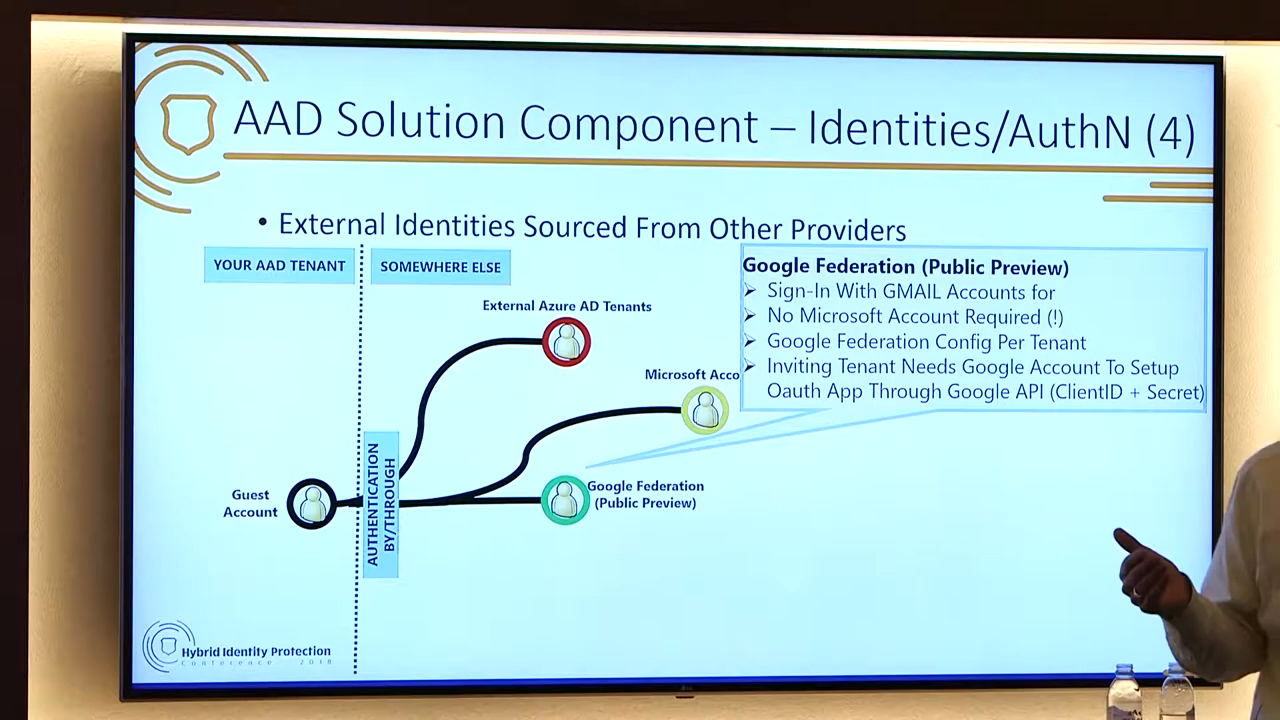 AAD Solution Component – Identities/AuthN (4)
• External Identities Sourced From Other Providers
YOUR AAD TENANT
SOMEWHERE ELSE
External Azure AD Tenants
Microsoft Acco
Google Federation (Public Preview)
➢ Sign-In With GMAIL Accounts for
➢ No Microsoft Account Required (!)
➢ Google Federation Config Per Tenant
➢ Inviting Tenant Needs Google Account To Setup
Oauth App Through Google API (ClientID + Secret)
Guest
Account
AUTHENTICATION
BY/THROUGH
Google Federation
(Public Preview)
Hybrid Identity Protection
Conference 2018